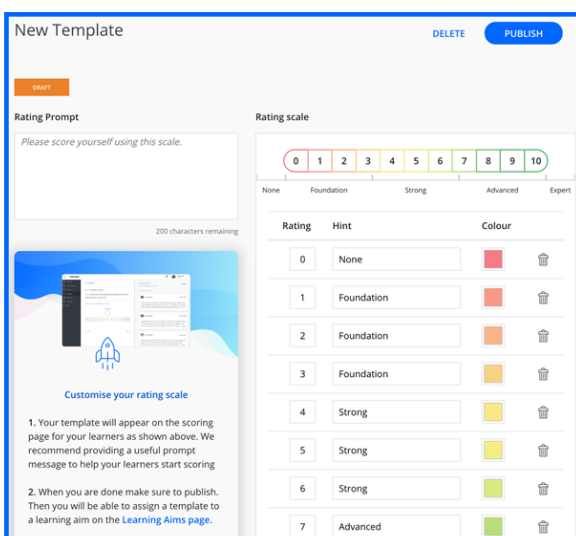 New Template
DELETE
PUBLISH
DRAFT
Rating Prompt
Please score yourself using this scale.
200 characters remaining
Customise your rating scale
1. Your template will appear on the scoring
page for your learners as shown above. We
recommend providing a useful prompt
message to help your learners start scoring
2. When you are done make sure to publish.
Then you will be able to assign a template to
a learning aim on the Learning Aims page.
Rating scale
0 1 2 3 4 5 6 7 8 9 10
None Foundation Strong Advanced Expert
Rating Hint Colour
0 None
1 Foundation
2 Foundation
3 Foundation
4 Strong
5 Strong
6 Strong
7 Advanced